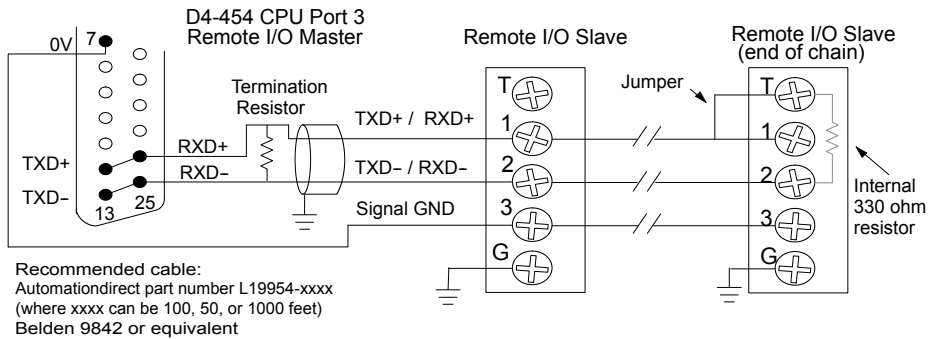 D4-454 CPU Port 3
Remote I/O Master
0V
7
TXD+
TXD–
13
25
RXD+
RXD–
Termination
Resistor
TXD+ / RXD+
TXD– / RXD–
Signal GND
Remote I/O Slave
T
1
2
3
G
Jumper
Remote I/O Slave
(end of chain)
T
1
2
3
G
Internal
330 ohm
resistor
Recommended cable:
Automationdirect part number L19954-xxxx
(where xxxx can be 100, 50, or 1000 feet)
Belden 9842 or equivalent